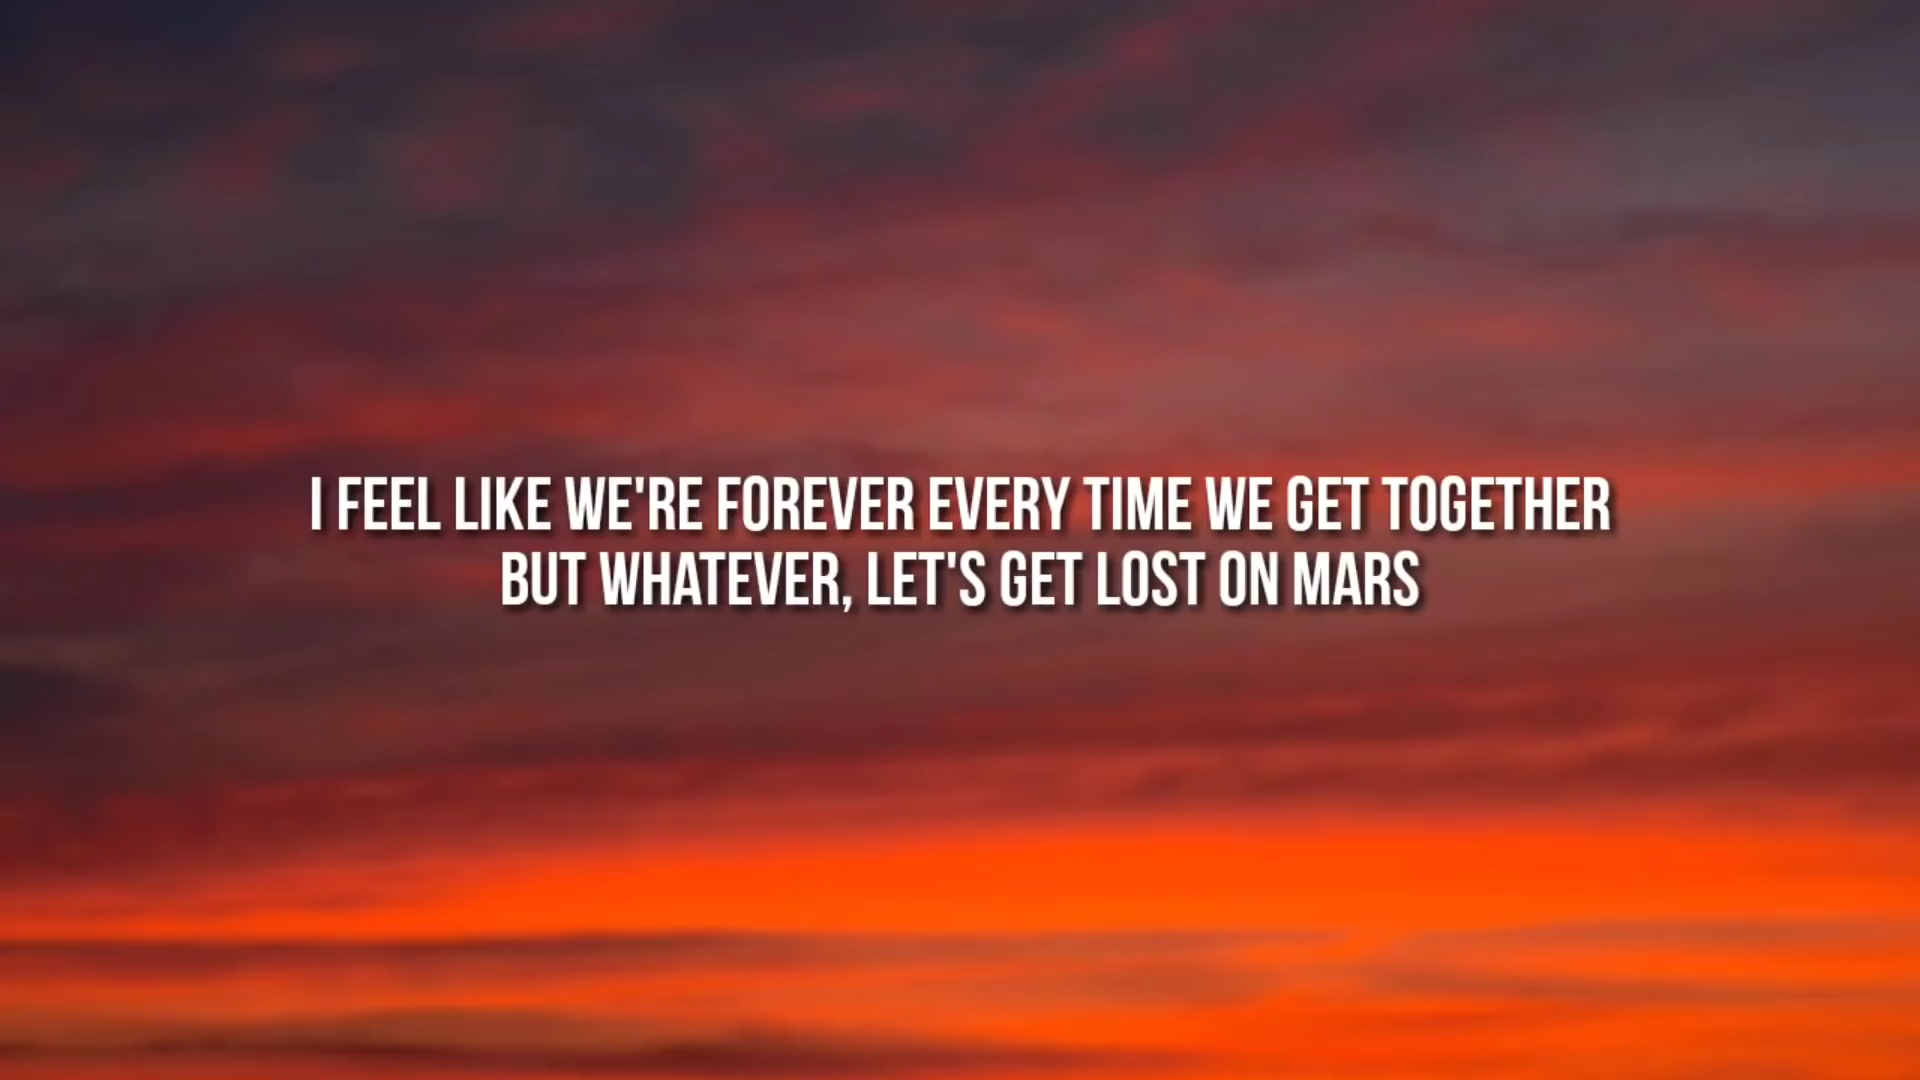 I FEEL LIKE WE'RE FOREVER EVERY TIME WE GET TOGETHER
BUT WHATEVER, LET'S GET LOST ON MARS